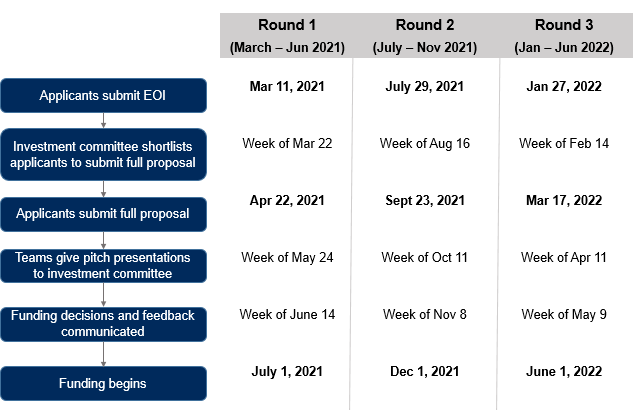 Round 1 Round 2 Round 3
(March – Jun 2021) (July – Nov 2021) (Jan – Jun 2022)
Applicants submit EOI Mar 11, 2021 July 29, 2021 Jan 27, 2022
Investment committee shortlists
applicants to submit full proposal Week of Mar 22 Week of Aug 16 Week of Feb 14
Applicants submit full proposal Apr 22, 2021 Sept 23, 2021 Mar 17, 2022
Teams give pitch presentations
to investment committee Week of May 24 Week of Oct 11 Week of Apr 11
Funding decisions and feedback
communicated Week of June 14 Week of Nov 8 Week of May 9
Funding begins July 1, 2021 Dec 1, 2021 June 1, 2022